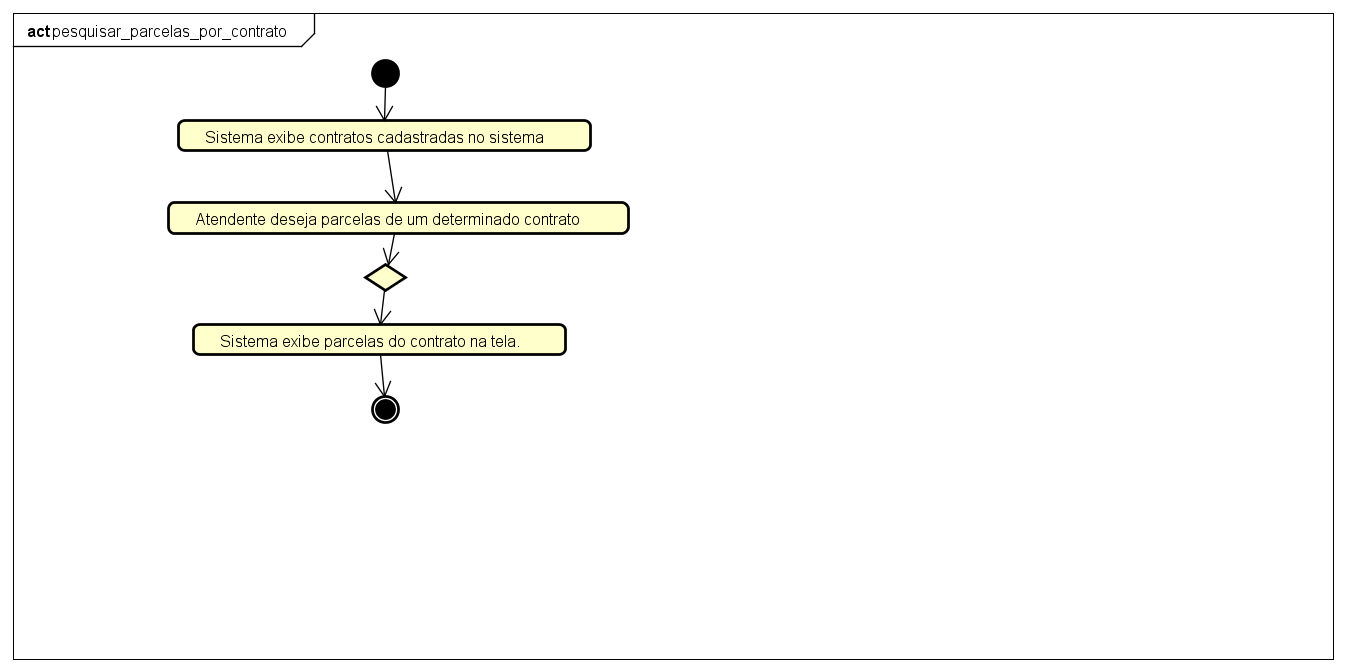 act pesquisar_parcelas_por_contrato
Sistema exibe contratos cadastradas no sistema
Atendente deseja parcelas de um determinado contrato
Sistema exibe parcelas do contrato na tela.